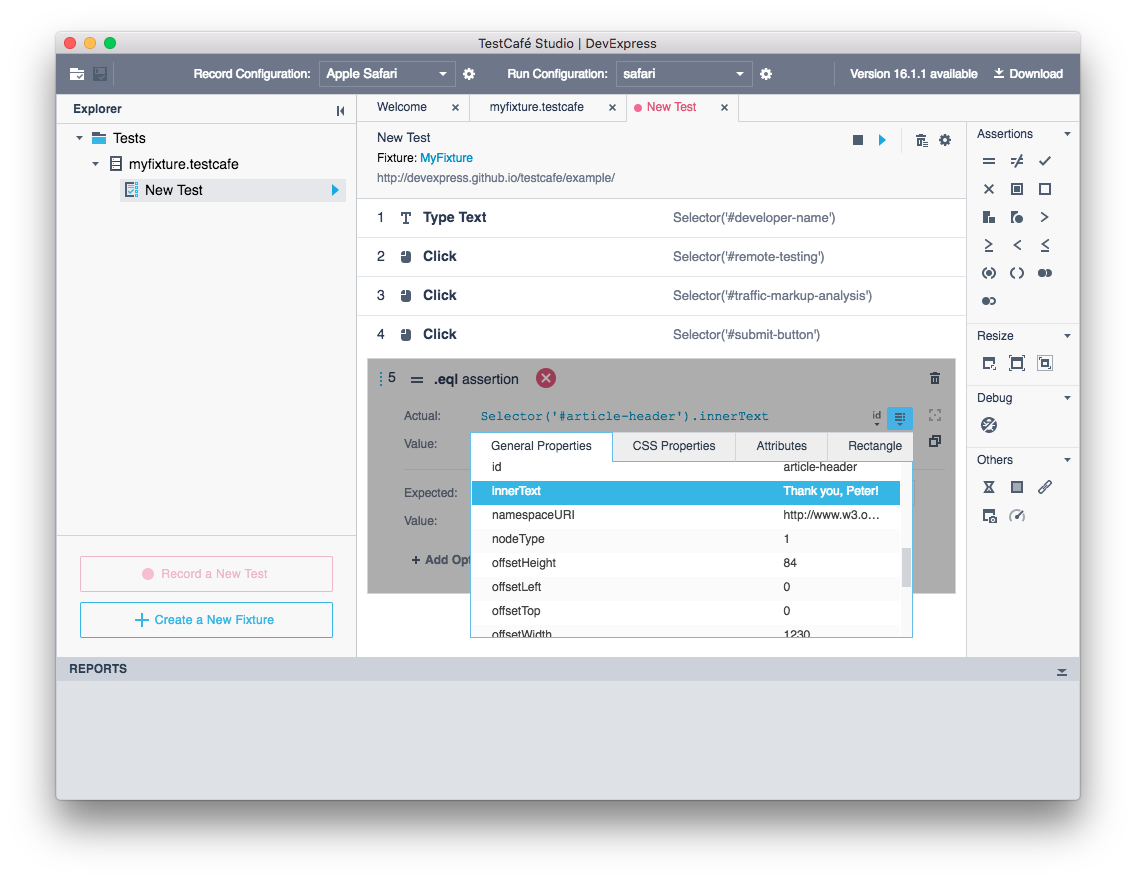 TestCafé Studio | DevExpress
Record Configuration: Apple Safari Run Configuration: safari Version 16.1.1 available Download
Explorer
Tests
myfixture.testcafe
New Test
Record a New Test
Create a New Fixture
Welcome myfixture.testcafe New Test
New Test
Fixture: MyFixture
http://devexpress.github.io/testcafe/example/
1 Type Text Selector('#developer-name')
2 Click Selector('#remote-testing')
3 Click Selector('#traffic-markup-analysis')
4 Click Selector('#submit-button')
5 .eql assertion
Actual: Selector('#article-header').innerText id
Value:
Expected:
Value:
+ Add Opt
General Properties CSS Properties Attributes Rectangle
id article-header
innerText Thank you, Peter!
namespaceURI http://www.w3.o...
nodeType 1
offsetHeight 84
offsetLeft 0
offsetTop 0
offsetWidth 1230
Assertions
Resize
Debug
Others
REPORTS